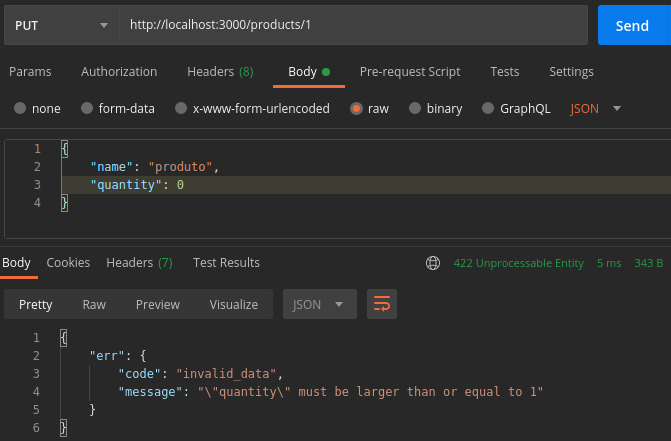 PUT http://localhost:3000/products/1 Send
Params Authorization Headers (8) Body Pre-request Script Tests Settings
none form-data x-www-form-urlencoded raw binary GraphQL JSON
1 {
2 "name": "produto",
3 "quantity": 0
4 }
Body Cookies Headers (7) Test Results 422 Unprocessable Entity 5 ms 343 B
Pretty Raw Preview Visualize JSON
1 {
2 "err": {
3 "code": "invalid_data",
4 "message": "\"quantity\" must be larger than or equal to 1"
5 }
6 }